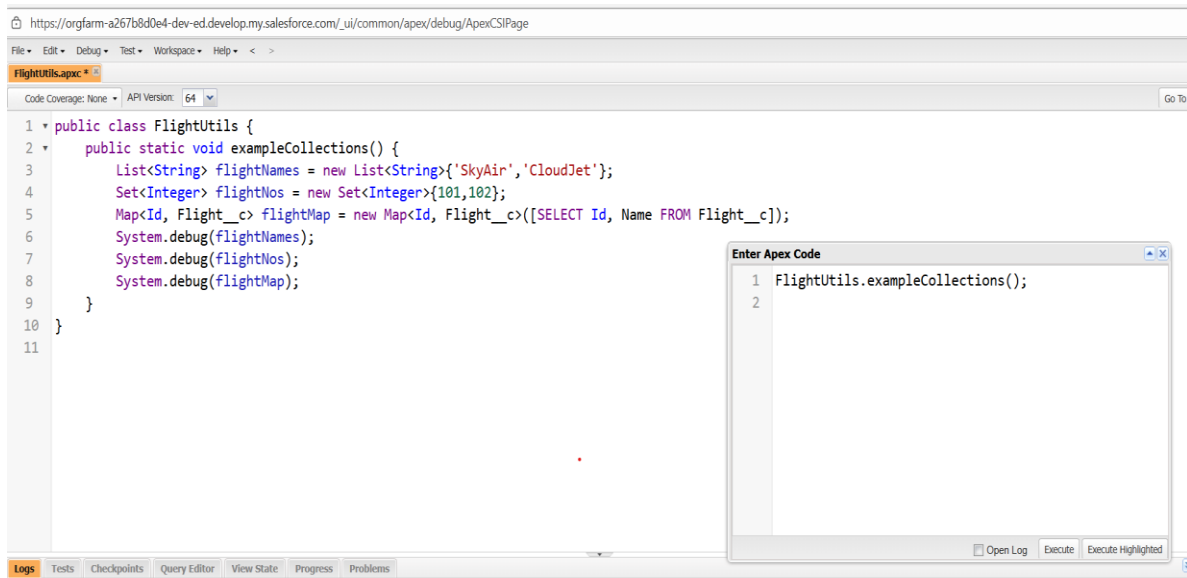 https://orgfarm-a267b8d0e4-dev-ed.develop.my.salesforce.com/_ui/common/apex/debug/ApexCSIPage
File Edit Debug Test Workspace Help < >
FlightUtils.apxc *
Code Coverage: None API Version: 64 Go To
1 public class FlightUtils {
2 public static void exampleCollections() {
3 List<String> flightNames = new List<String>{'SkyAir','CloudJet'};
4 Set<Integer> flightNos = new Set<Integer>{101,102};
5 Map<Id, Flight__c> flightMap = new Map<Id, Flight__c>([SELECT Id, Name FROM Flight__c]);
6 System.debug(flightNames);
7 System.debug(flightNos);
8 System.debug(flightMap);
9 }
10 }
11
Enter Apex Code
1 FlightUtils.exampleCollections();
2
Open Log Execute Execute Highlighted
Logs Tests Checkpoints Query Editor View State Progress Problems